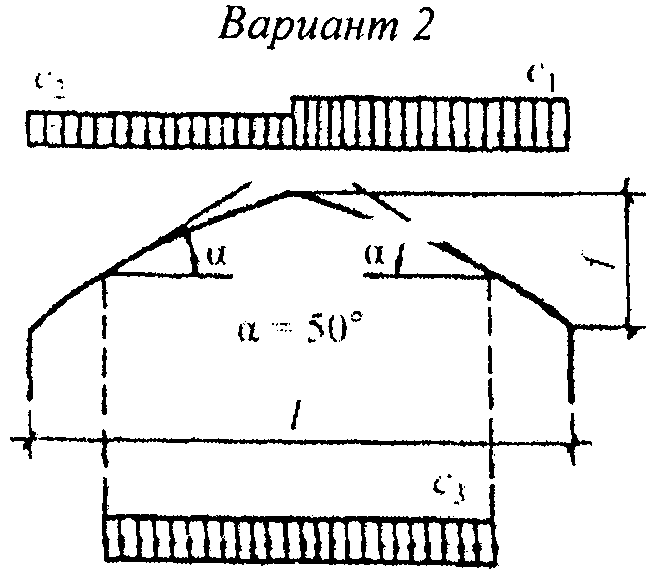 Вариант 2
c₂ c₁
α α f
α = 50°
l
c₃